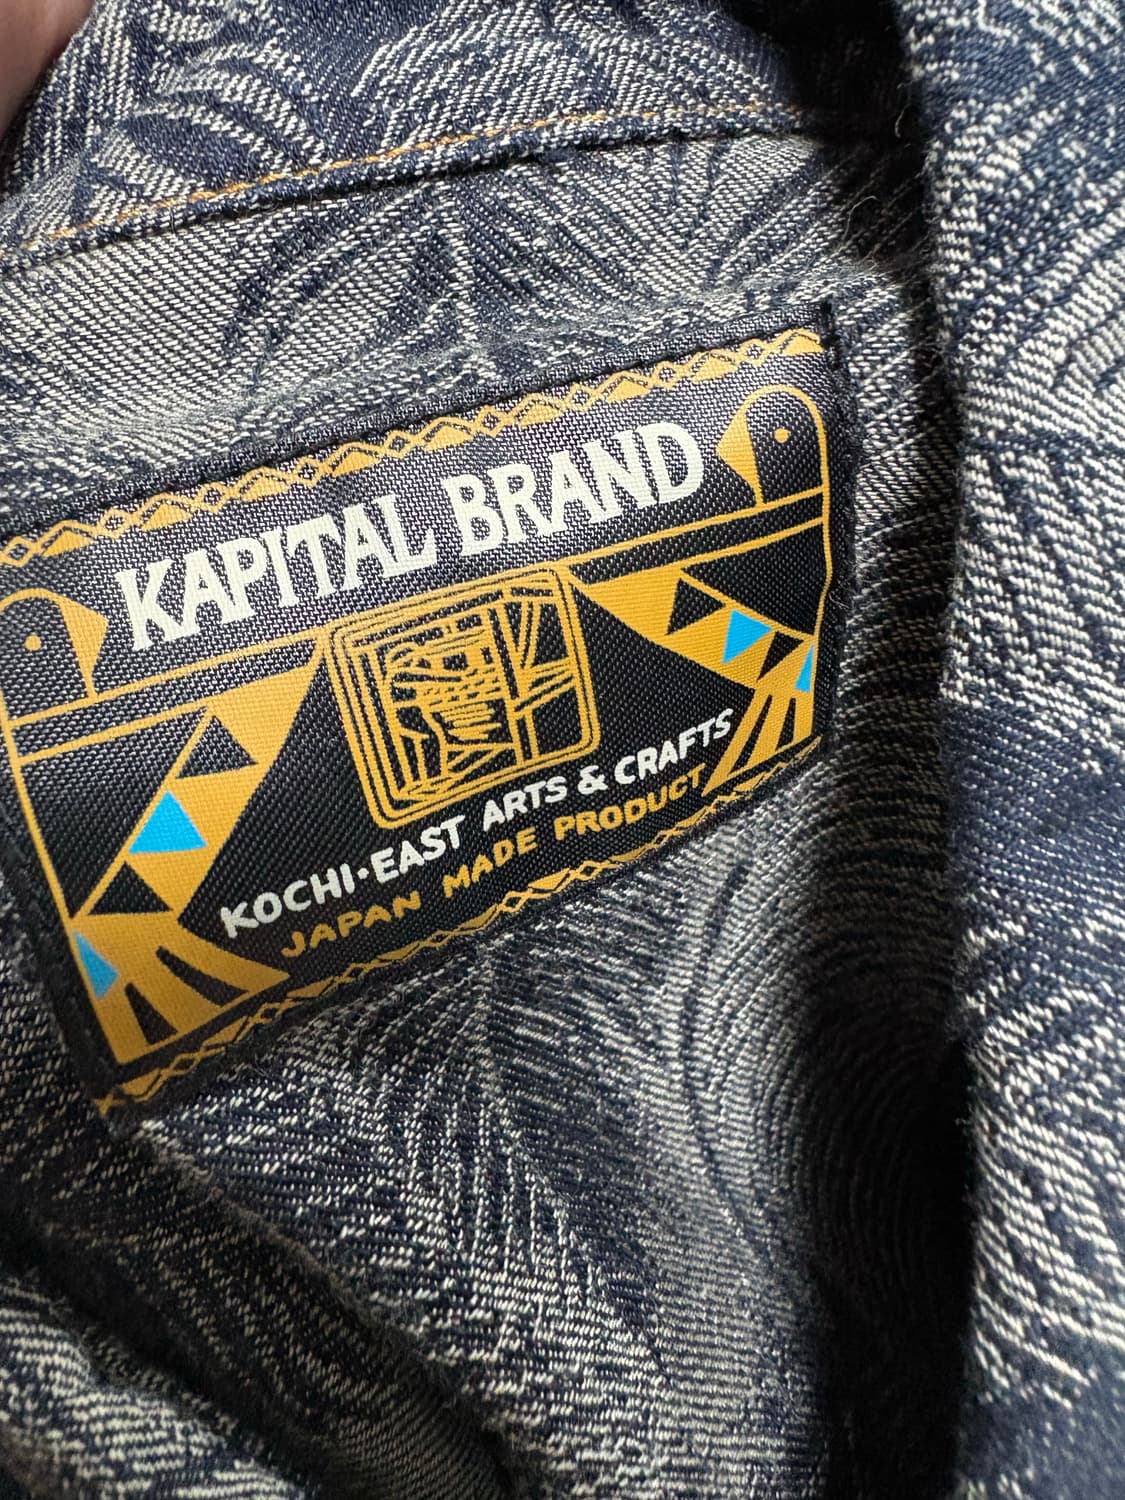 KAPITAL BRAND
KOCHI-EAST ARTS & CRAFTS
JAPAN MADE PRODUCT